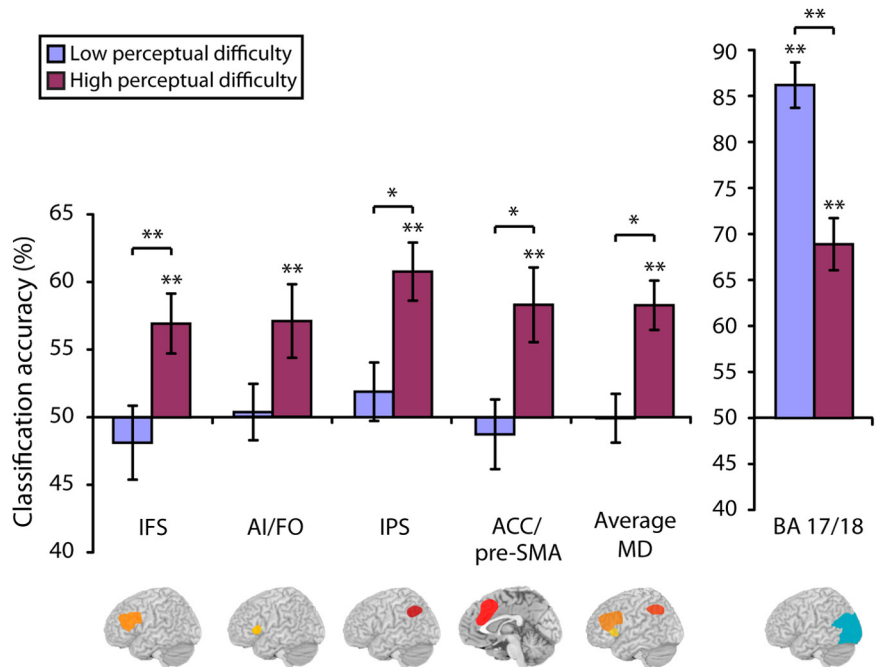 Low perceptual difficulty
High perceptual difficulty
Classification accuracy (%)
65
60
55
50
45
40
**
**
**
*
**
*
**
*
**
IFS
AI/FO
IPS
ACC/
pre-SMA
Average
MD
90
85
80
75
70
65
60
55
50
45
40
**
**
**
BA 17/18